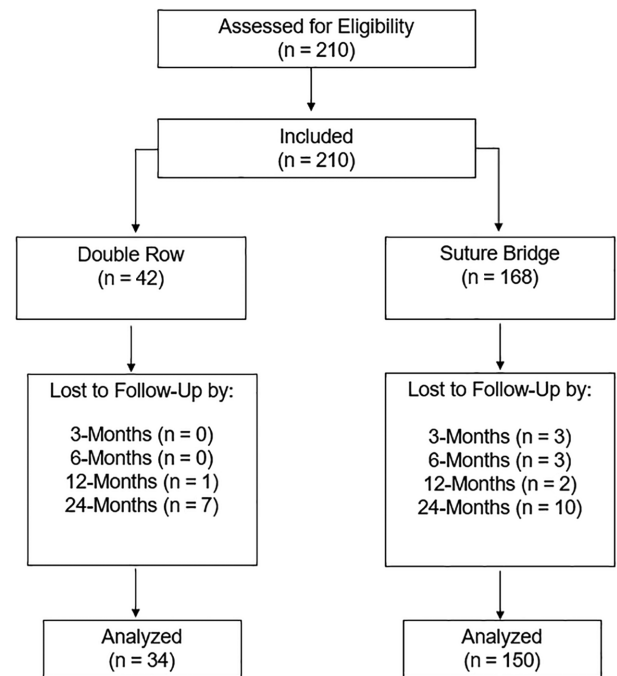 Assessed for Eligibility
(n = 210)
Included
(n = 210)
Double Row
(n = 42)
Suture Bridge
(n = 168)
Lost to Follow-Up by:
3-Months (n = 0)
6-Months (n = 0)
12-Months (n = 1)
24-Months (n = 7)
Lost to Follow-Up by:
3-Months (n = 3)
6-Months (n = 3)
12-Months (n = 2)
24-Months (n = 10)
Analyzed
(n = 34)
Analyzed
(n = 150)